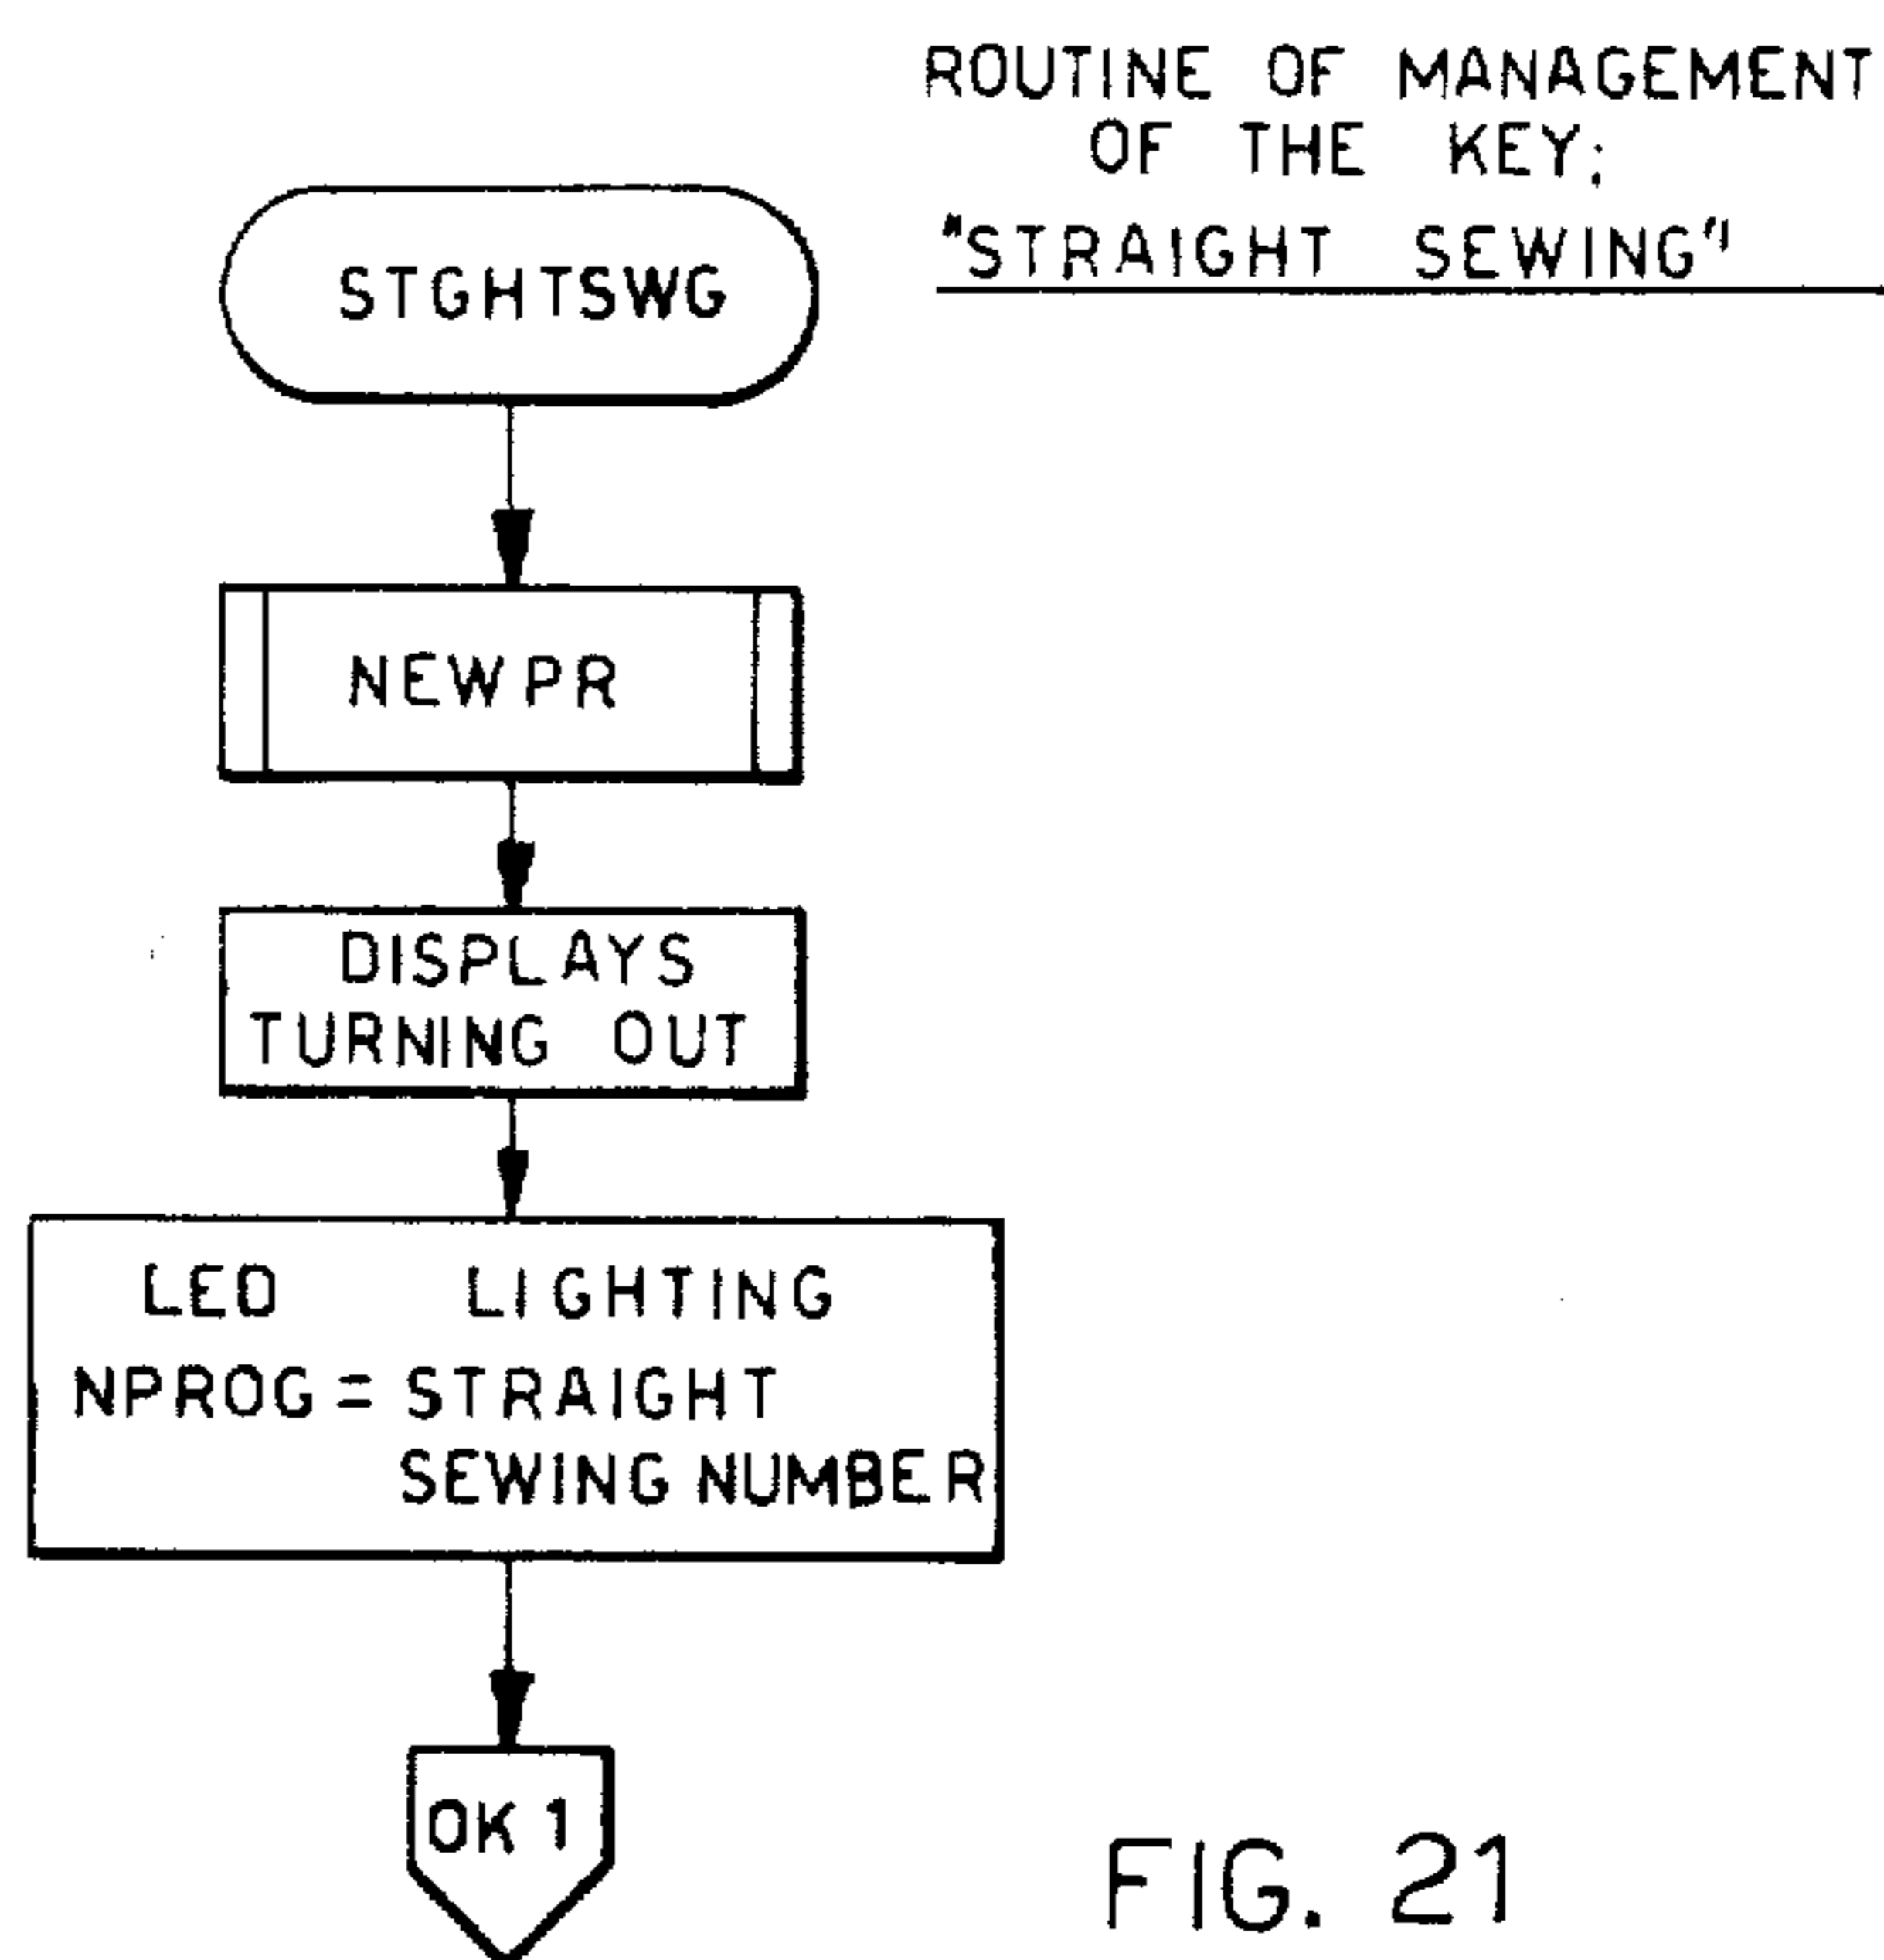 ROUTINE OF MANAGEMENT
OF THE KEY:
"STRAIGHT SEWING"
STGHTSWG
NEWPR
DISPLAYS
TURNING OUT
LEO LIGHTING
NPROG = STRAIGHT
SEWING NUMBER
OK 1
FIG. 21